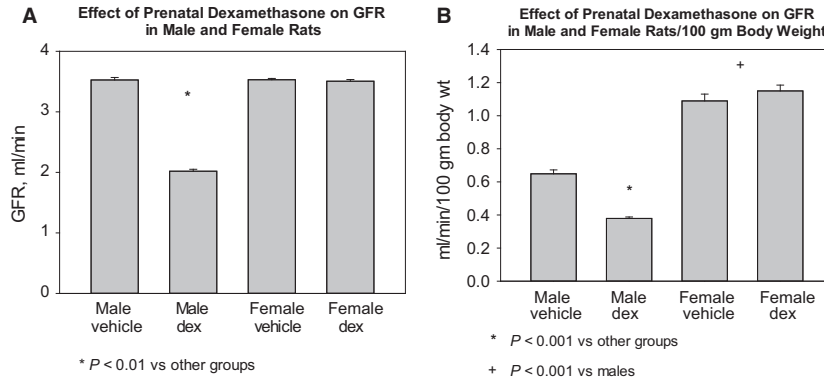 A
Effect of Prenatal Dexamethasone on GFR
in Male and Female Rats
4
3
2
1
0
GFR, ml/min
*
Male
vehicle
Male
dex
Female
vehicle
Female
dex
* P < 0.01 vs other groups
B
Effect of Prenatal Dexamethasone on GFR
in Male and Female Rats/100 gm Body Weight
1.4
1.2
1.0
0.8
0.6
0.4
0.2
0.0
ml/min/100 gm body wt
*
+
Male
vehicle
Male
dex
Female
vehicle
Female
dex
* P < 0.001 vs other groups
+ P < 0.001 vs males